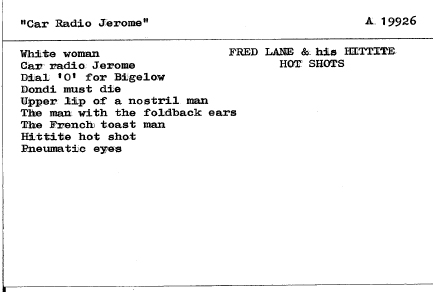 "Car Radio Jerome" A 19926
White woman FRED LANE & his HITTITE
Car radio Jerome HOT SHOTS
Dial 'O' for Bigelow
Dondi must die
Upper lip of a nostril man
The man with the foldback ears
The French toast man
Hittite hot shot
Pneumatic eyes